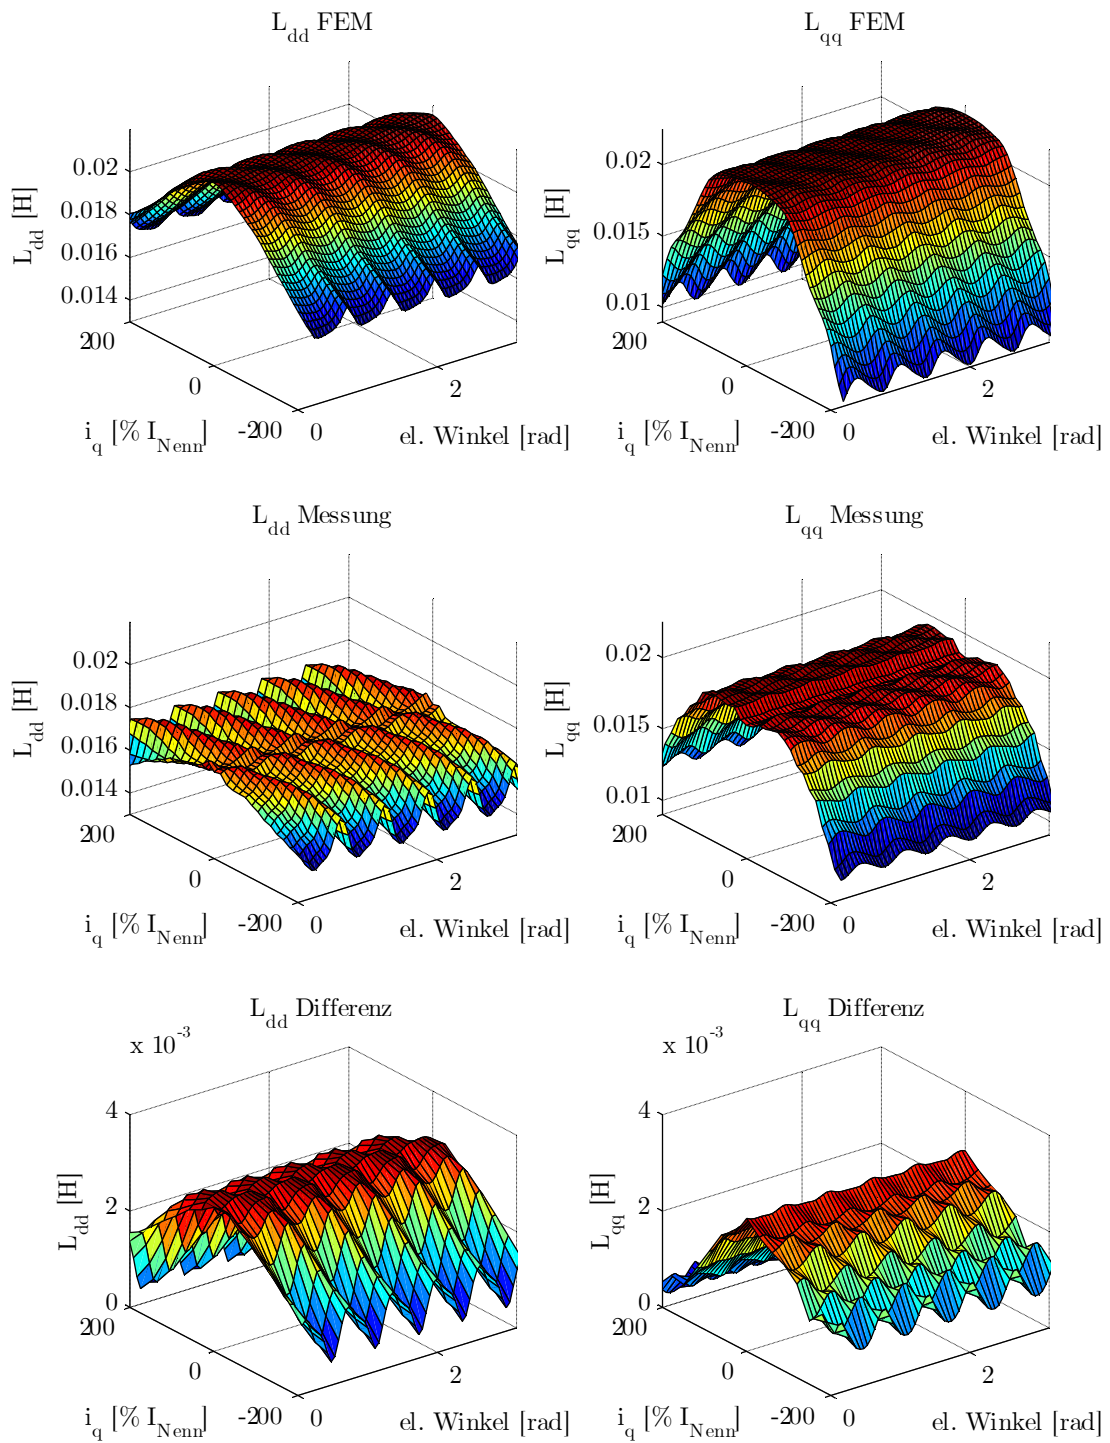 L_dd FEM
0.02
0.018
0.016
0.014
L_dd [H]
200
0
-200
i_q [% I_Nenn]
0
2
el. Winkel [rad]
L_qq FEM
0.02
0.015
0.01
L_qq [H]
200
0
-200
i_q [% I_Nenn]
0
2
el. Winkel [rad]
L_dd Messung
0.02
0.018
0.016
0.014
L_dd [H]
200
0
-200
i_q [% I_Nenn]
0
2
el. Winkel [rad]
L_qq Messung
0.02
0.015
0.01
L_qq [H]
200
0
-200
i_q [% I_Nenn]
0
2
el. Winkel [rad]
L_dd Differenz
x 10^-3
4
2
0
L_dd [H]
200
0
-200
i_q [% I_Nenn]
0
2
el. Winkel [rad]
L_qq Differenz
x 10^-3
4
2
0
L_qq [H]
200
0
-200
i_q [% I_Nenn]
0
2
el. Winkel [rad]